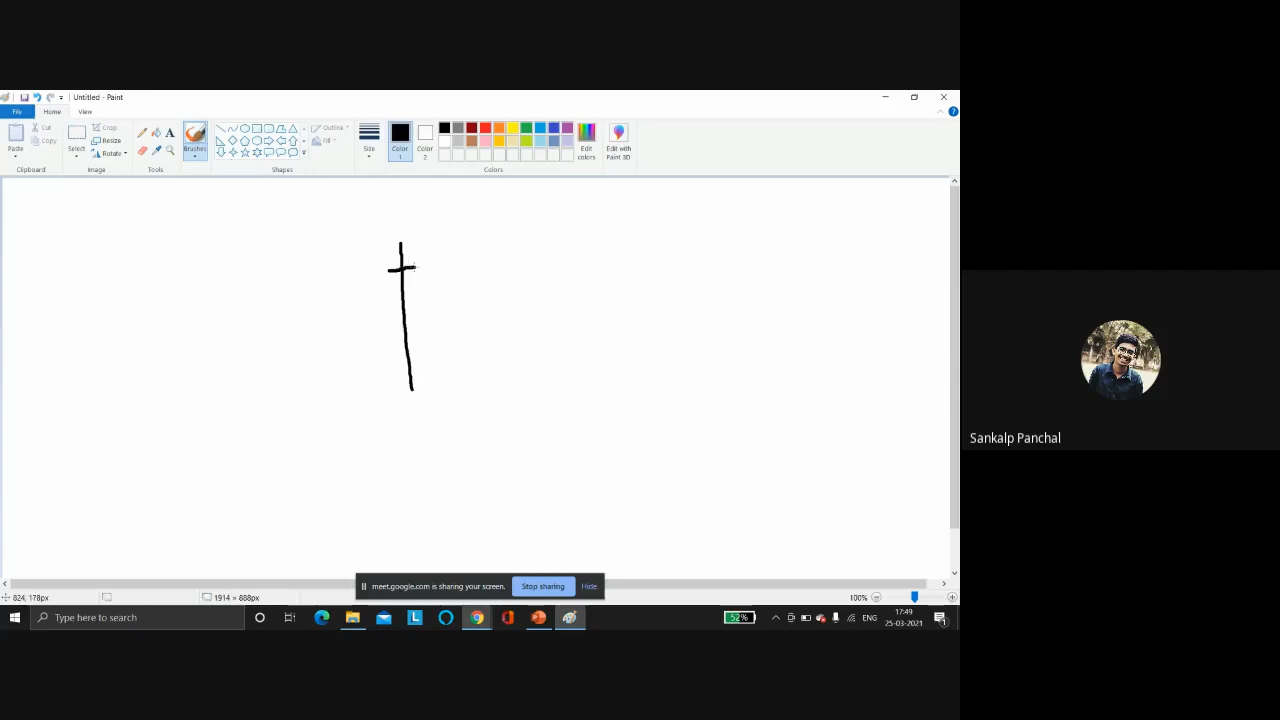 Untitled - Paint
File
Home
View
Paste
Cut
Copy
Clipboard
Select
Crop
Resize
Rotate
Image
A
Tools
Brushes
Outline
Fill
Shapes
Size
Color 1
Color 2
Edit colors
Edit with Paint 3D
Colors
Sankalp Panchal
meet.google.com is sharing your screen.
Stop sharing
Hide
824, 178px
1914 × 888px
100%
Type here to search
L
52%
ENG
17:49
25-03-2021
1